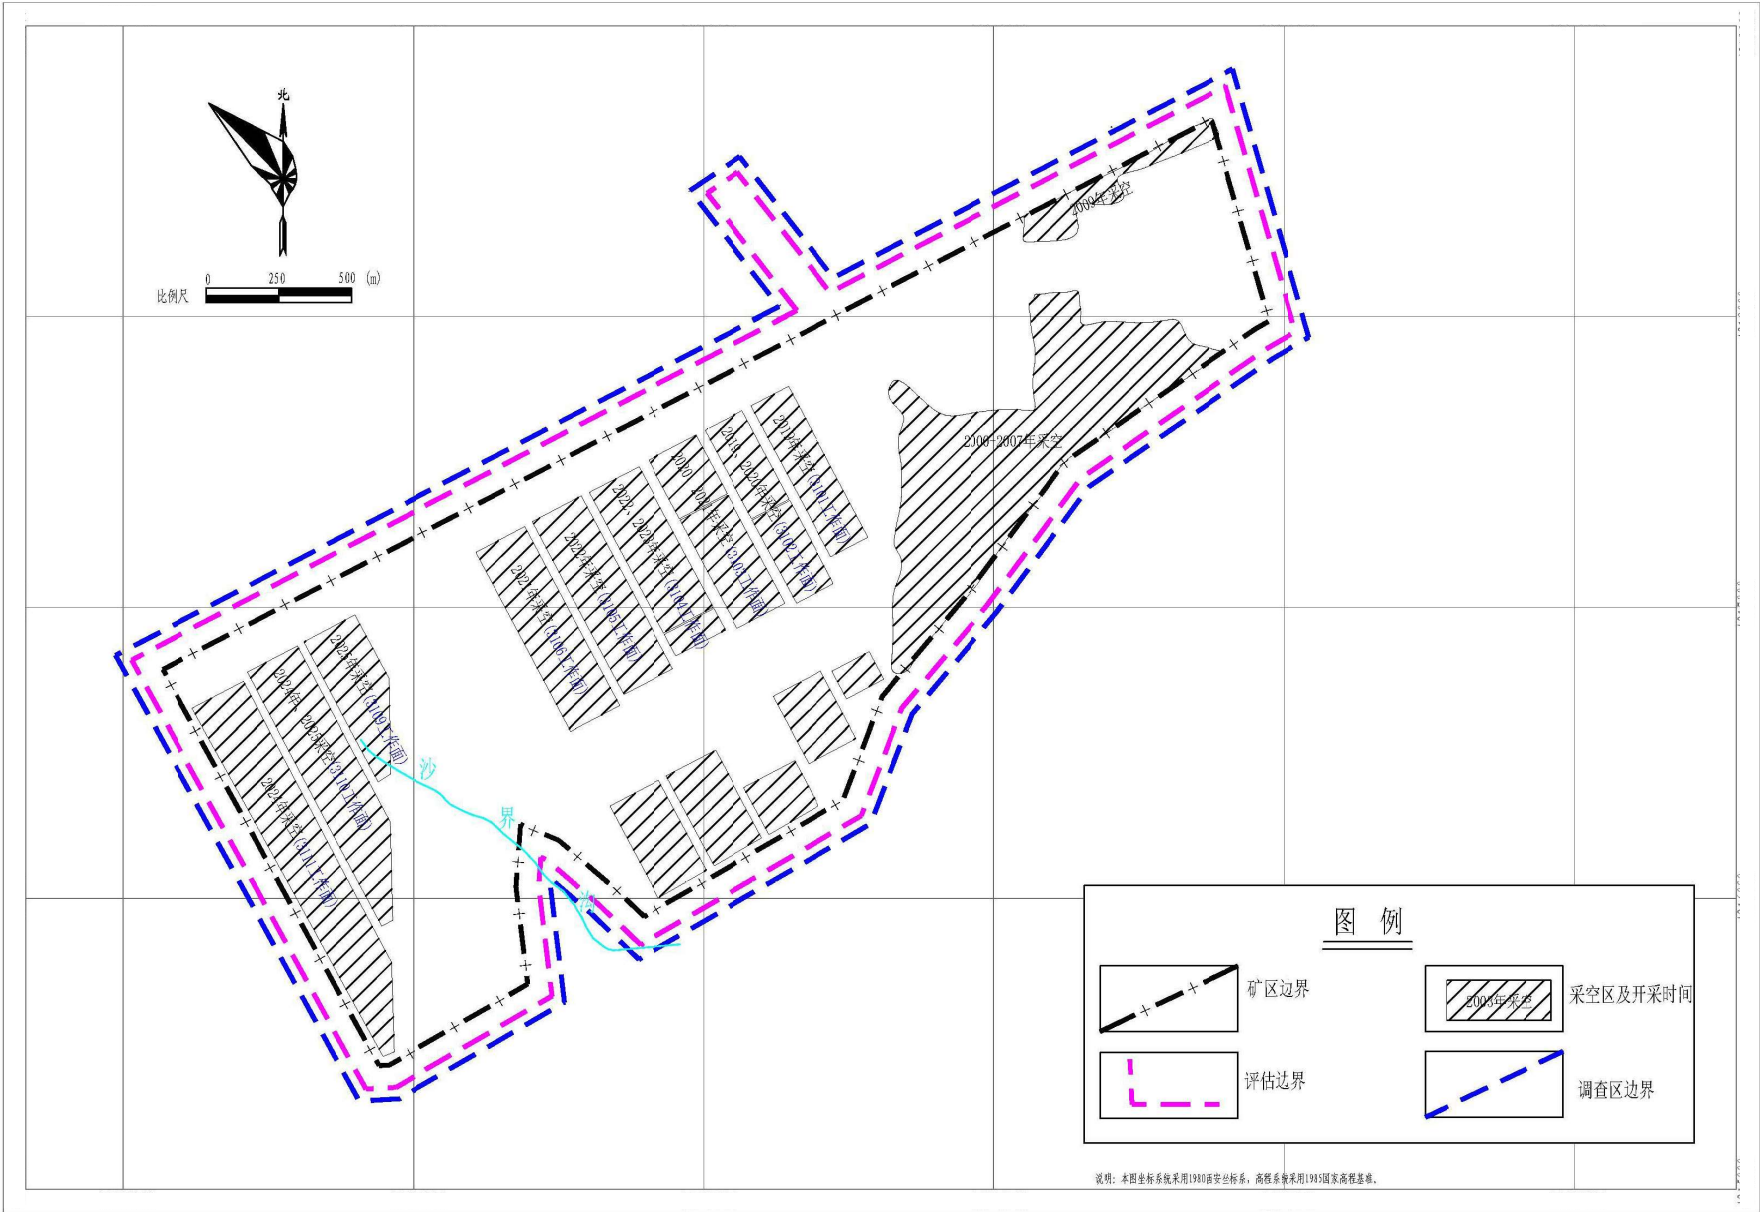 北
0 250 500 (m)
比例尺
2009年采空
2006-2007年采空
2019年采空(3101工作面)
2019、2020年采空(3102工作面)
2020、2021年采空(3103工作面)
2022、2023年采空(3104工作面)
2022年采空(3105工作面)
2021年采空(3106工作面)
2025年采空(3109工作面)
2024年、2025采空(3110工作面)
2024年采空(3111工作面)
沙
界
沟
图 例
矿区边界
2003年采空
采空区及开采时间
评估边界
调查区边界
说明: 本图坐标系统采用1980西安坐标系, 高程系统采用1985国家高程基准。